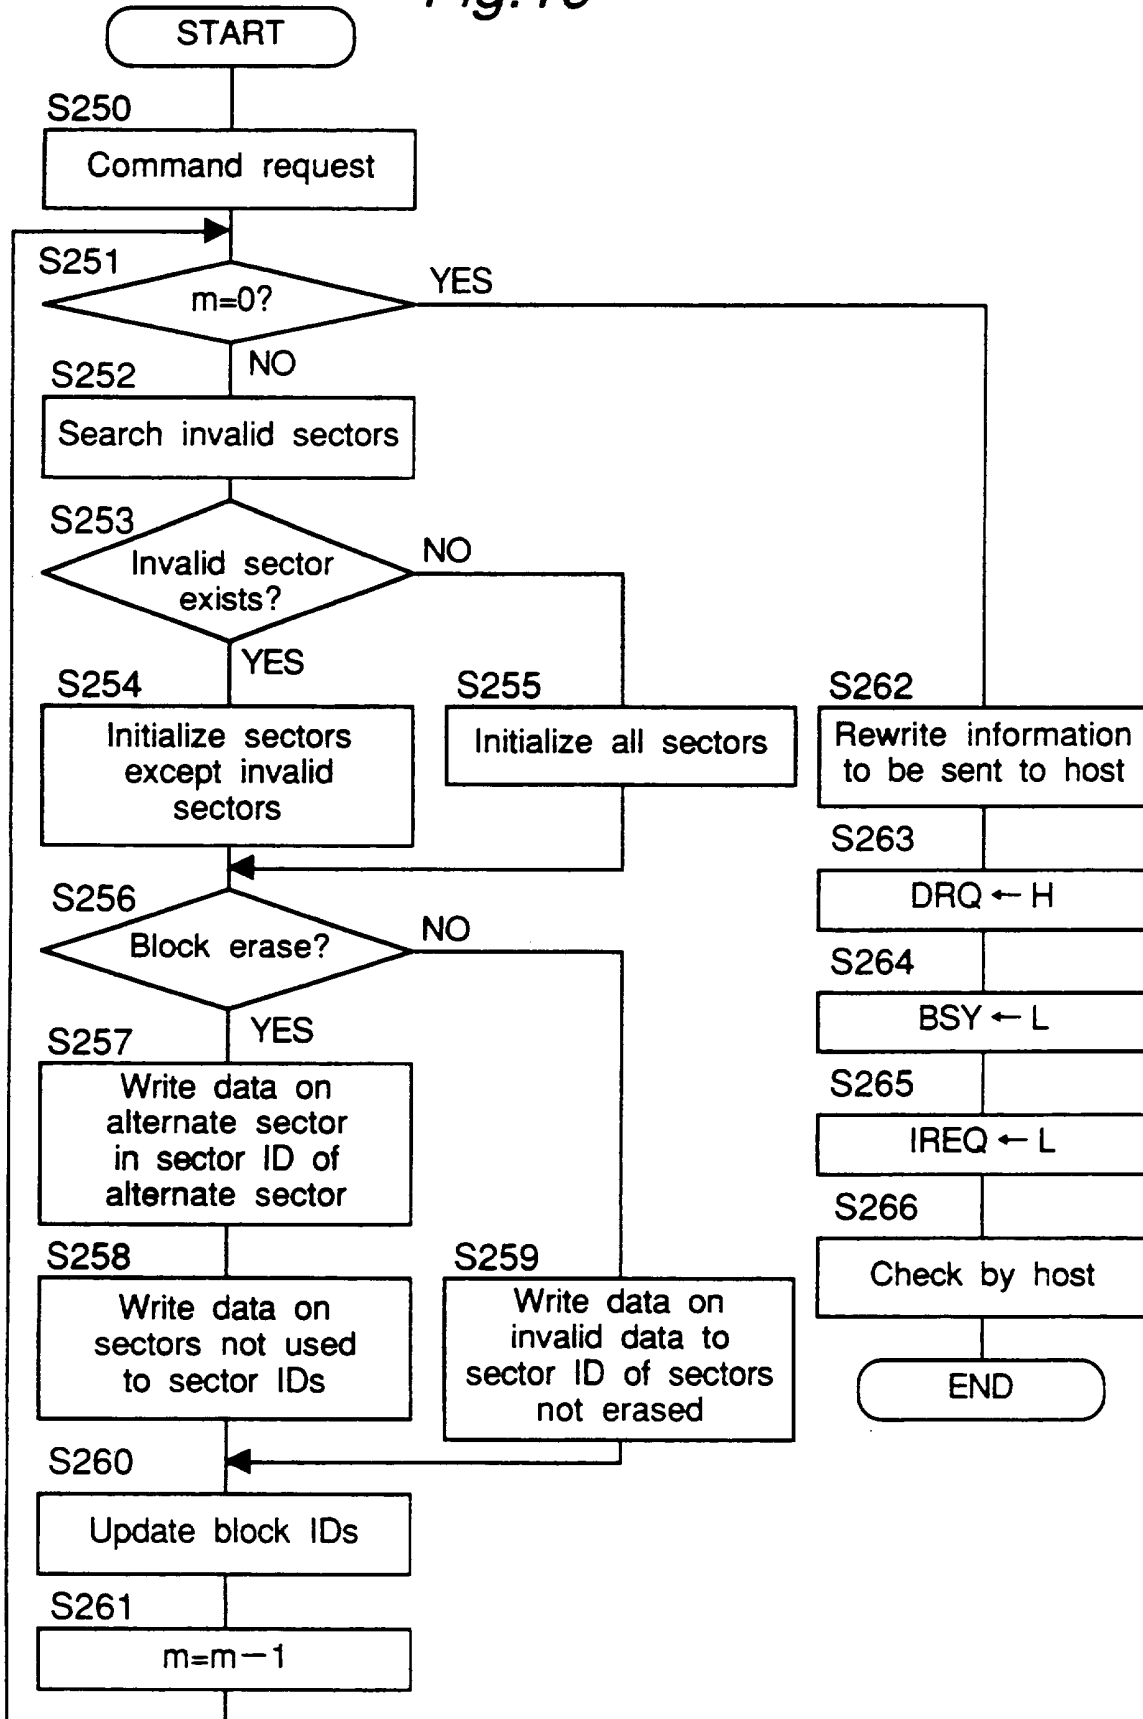 START
S250
Command request
S251
m=0?
YES
NO
S252
Search invalid sectors
S253
Invalid sector
exists?
NO
YES
S254
Initialize sectors
except invalid
sectors
S255
Initialize all sectors
S256
Block erase?
NO
YES
S257
Write data on
alternate sector
in sector ID of
alternate sector
S258
Write data on
sectors not used
to sector IDs
S259
Write data on
invalid data to
sector ID of sectors
not erased
S260
Update block IDs
S261
m=m−1
S262
Rewrite information
to be sent to host
S263
DRQ ← H
S264
BSY ← L
S265
IREQ ← L
S266
Check by host
END